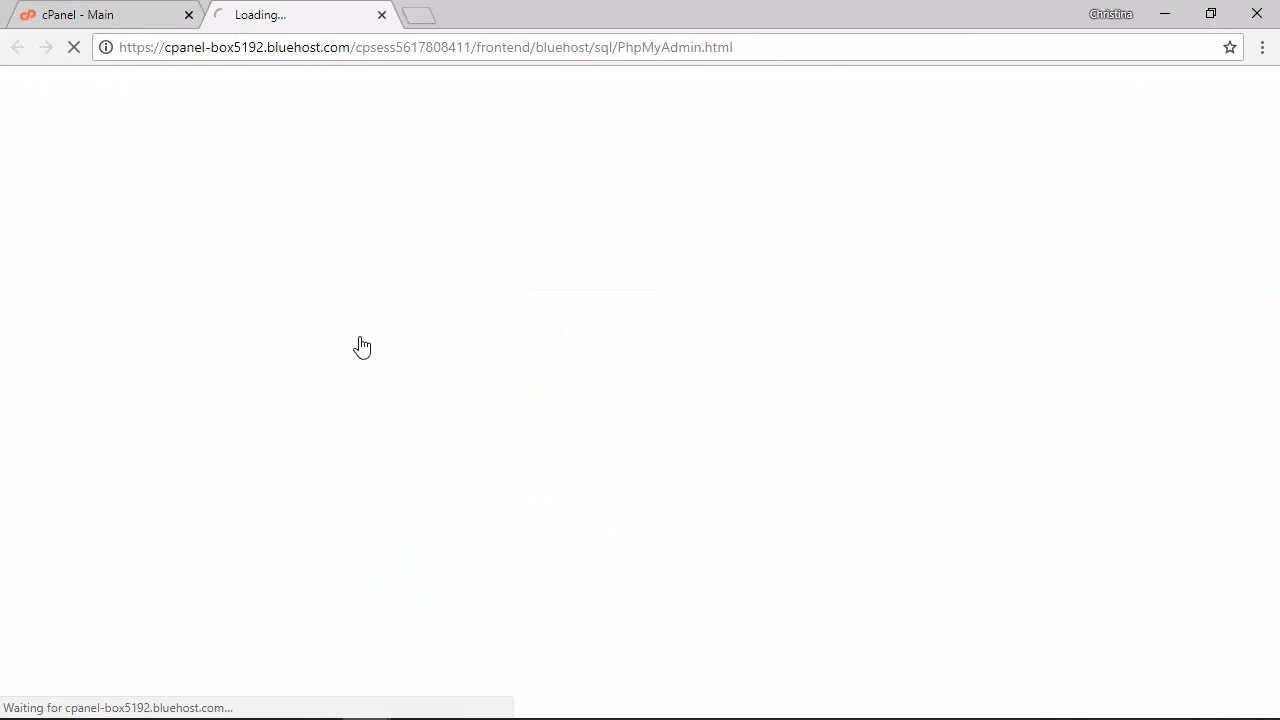 cP cPanel - Main
Loading...
Christina
https://cpanel-box5192.bluehost.com/cpsess5617808411/frontend/bluehost/sql/PhpMyAdmin.html
Waiting for cpanel-box5192.bluehost.com...